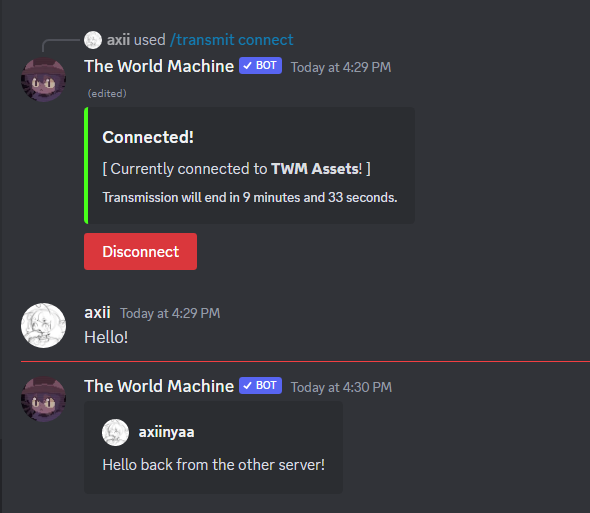 axii used /transmit connect
The World Machine ✓ BOT Today at 4:29 PM
(edited)
Connected!
[ Currently connected to TWM Assets! ]
Transmission will end in 9 minutes and 33 seconds.
Disconnect
axii Today at 4:29 PM
Hello!
The World Machine ✓ BOT Today at 4:30 PM
axiinyaa
Hello back from the other server!